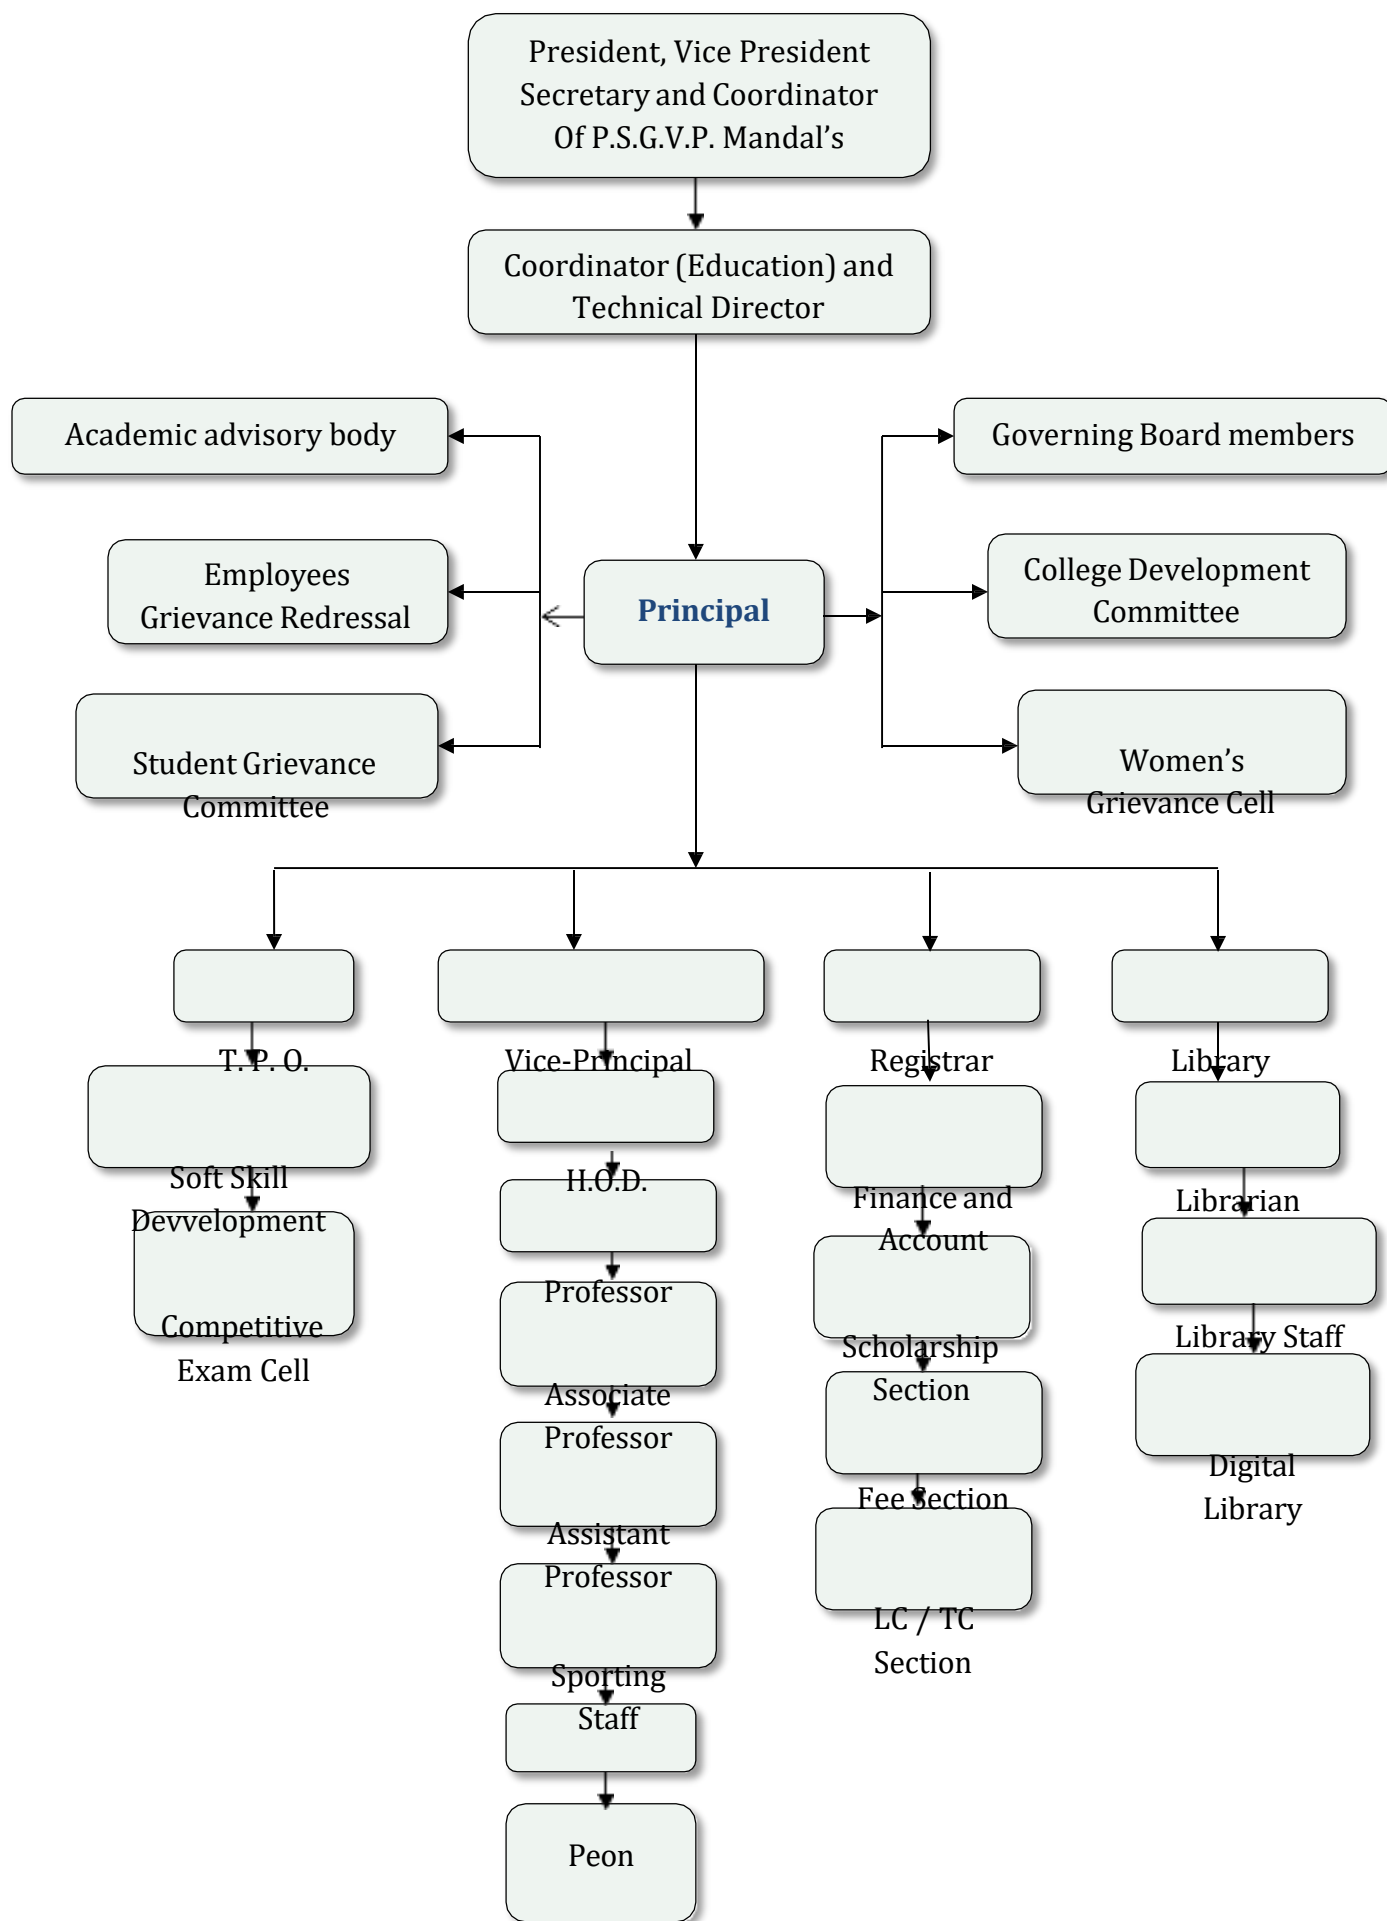 President, Vice President
Secretary and Coordinator
Of P.S.G.V.P. Mandal’s
Coordinator (Education) and
Technical Director
Academic advisory body
Governing Board members
Employees
Grievance Redressal
Principal
College Development
Committee
Student Grievance
Committee
Women’s
Grievance Cell
T. P. O.
Vice-Principal
Registrar
Library
Soft Skill
Devvelopment
H.O.D.
Finance and
Account
Librarian
Competitive
Exam Cell
Professor
Scholarship
Section
Library Staff
Associate
Professor
Fee Section
Digital
Library
Assistant
Professor
LC / TC
Section
Sporting
Staff
Peon